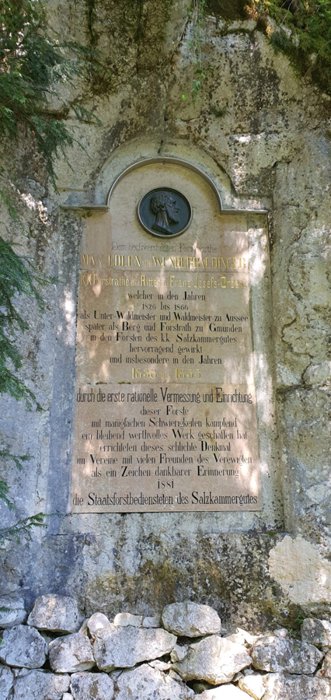 Dem hochverdienten
welcher in den Jahren
1826 bis 1866
als Unter Waldmeister und Waldmeister zu Aussee
später als Berg und Forstrath zu Gmunden
in den Forsten des kk Salzkammergutes
hervorragend gewirkt
und insbesondere in den Jahren
durch die erste rationelle Vermessung und Einrichtung
dieser Forste
mit mannigfachen Schwierigkeiten kämpfend
ein bleibend werthvolles Werk geschaffen hat
errichteten dieses schlichte Denkmal
im Vereine mit vielen Freunden des Verewigten
als ein Zeichen dankbarer Erinnerung
1881
die Staatsforstbediensteten des Salzkammergutes